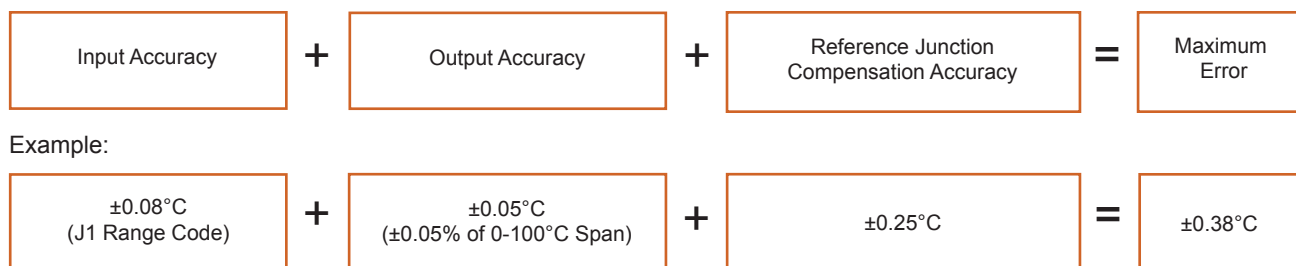 Input Accuracy + Output Accuracy + Reference Junction Compensation Accuracy = Maximum Error
Example:
±0.08°C (J1 Range Code) + ±0.05°C (±0.05% of 0-100°C Span) + ±0.25°C = ±0.38°C